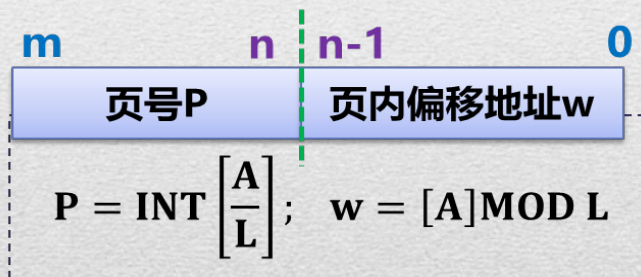 m n n-1 0
页号P 页内偏移地址w
P = INT [A/L] ; w = [A]MOD L